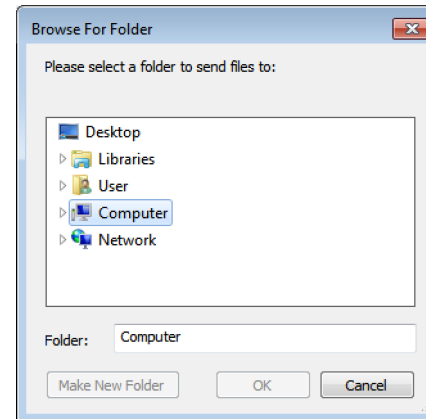 Browse For Folder
Please select a folder to send files to:
Desktop
Libraries
User
Computer
Network
Folder: Computer
Make New Folder OK Cancel